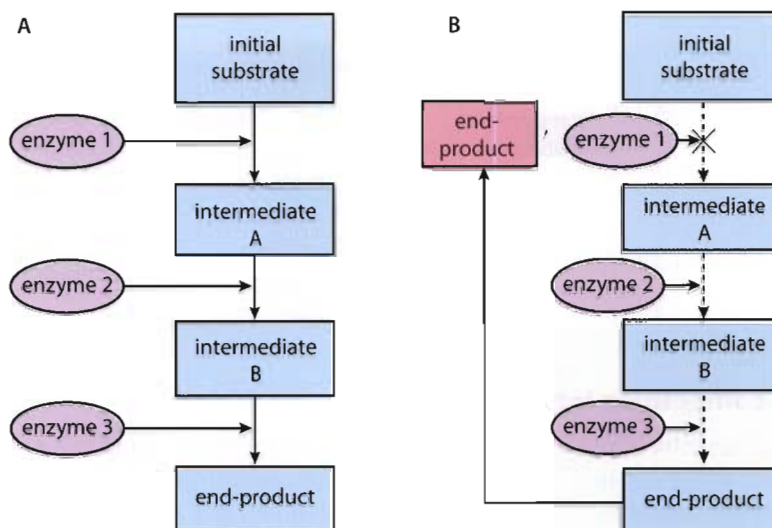 A
initial
substrate
enzyme 1
intermediate
A
enzyme 2
intermediate
B
enzyme 3
end-product
B
initial
substrate
end-
product
enzyme 1
intermediate
A
enzyme 2
intermediate
B
enzyme 3
end-product